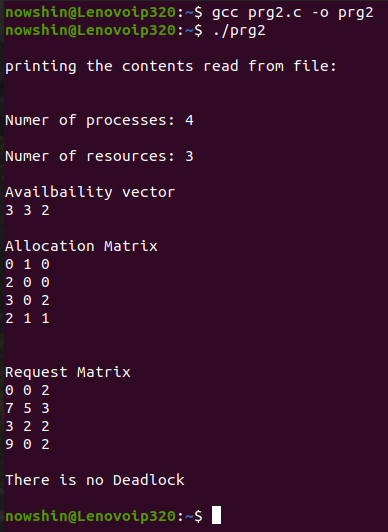 nowshin@Lenovoip320:~$ gcc prg2.c -o prg2
nowshin@Lenovoip320:~$ ./prg2
printing the contents read from file:
Numer of processes: 4
Numer of resources: 3
Availbaility vector
3 3 2
Allocation Matrix
0 1 0
2 0 0
3 0 2
2 1 1
Request Matrix
0 0 2
7 5 3
3 2 2
9 0 2
There is no Deadlock
nowshin@Lenovoip320:~$